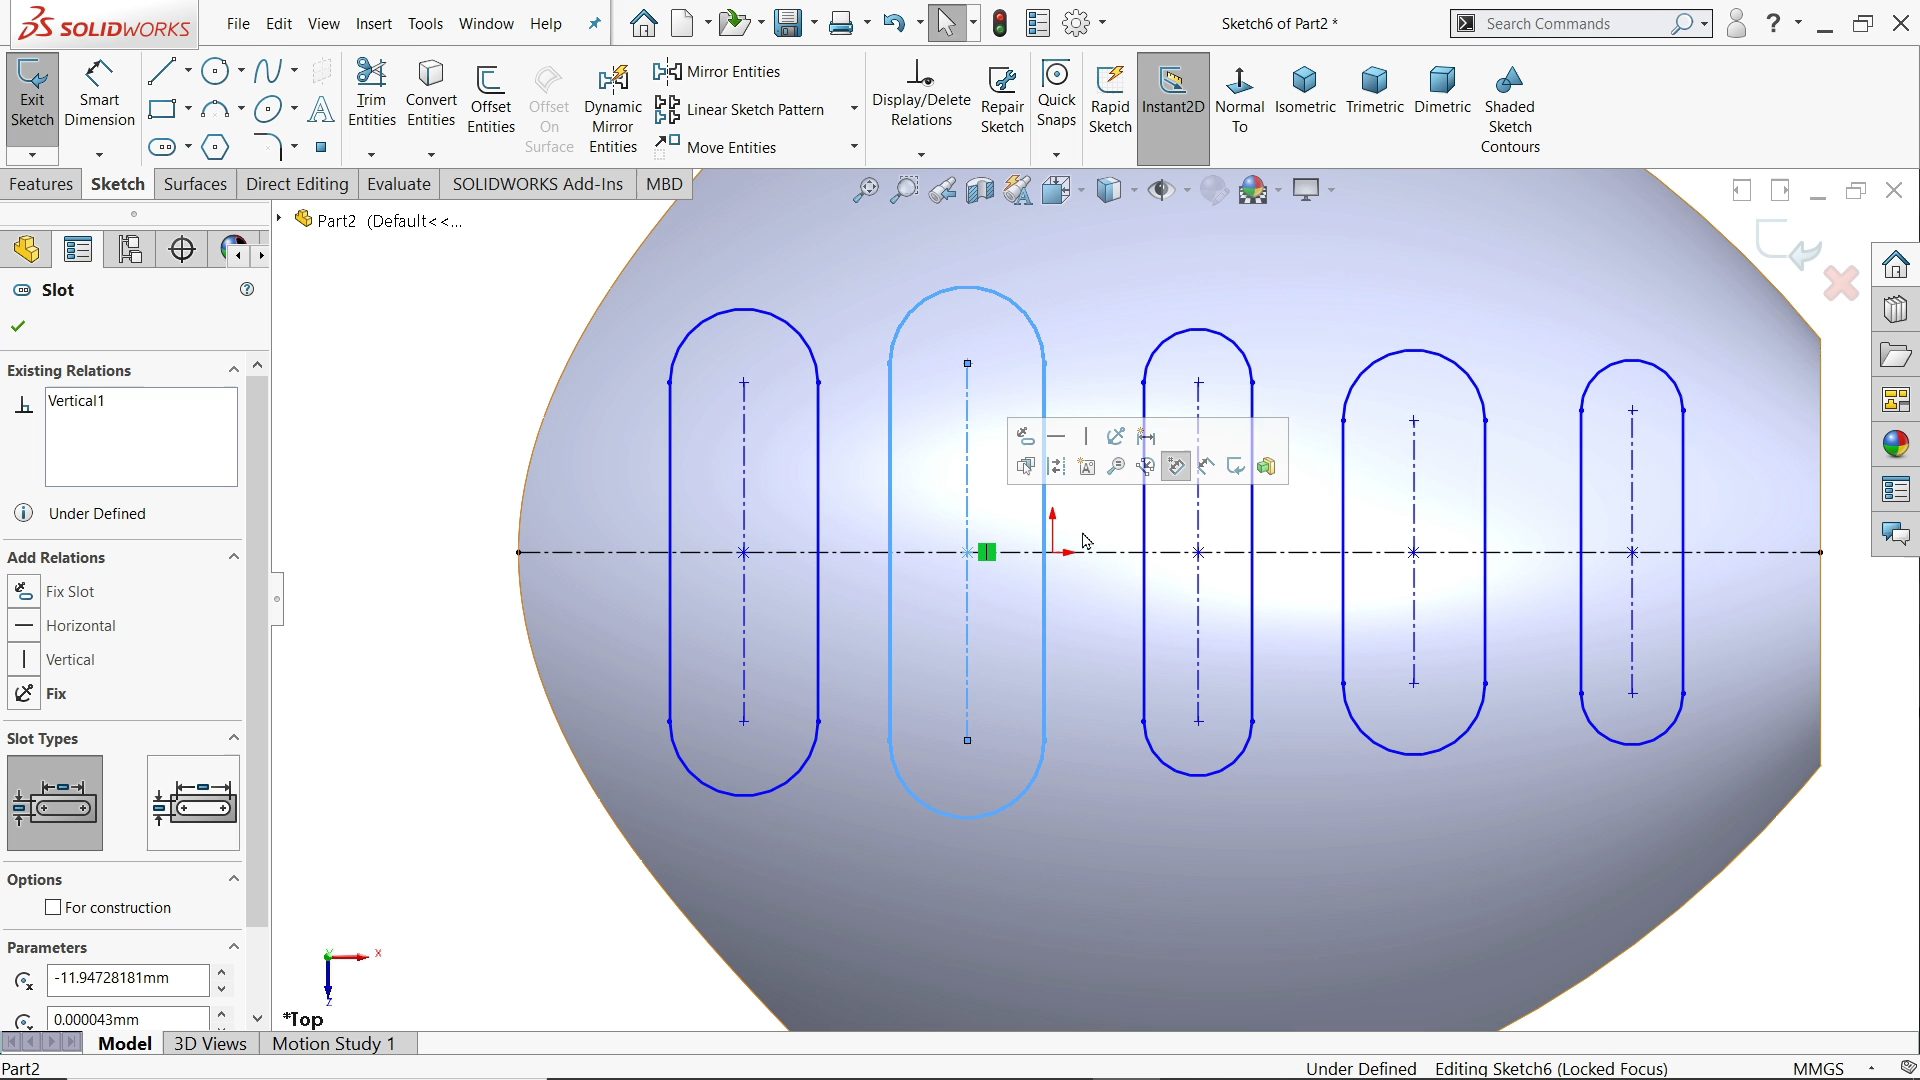 SOLIDWORKS File Edit View Insert Tools Window Help Sketch6 of Part2 * Search Commands ?
Exit Sketch
Smart Dimension
Trim Entities
Convert Entities
Offset Entities
Offset On Surface
Dynamic Mirror Entities
Mirror Entities
Linear Sketch Pattern
Move Entities
Display/Delete Relations
Repair Sketch
Quick Snaps
Rapid Sketch
Instant2D
Normal To
Isometric
Trimetric
Dimetric
Shaded Sketch Contours
Features Sketch Surfaces Direct Editing Evaluate SOLIDWORKS Add-Ins MBD
Part2 (Default<<...
Slot
Existing Relations
Vertical1
Under Defined
Add Relations
Fix Slot
Horizontal
Vertical
Fix
Slot Types
Options
For construction
Parameters
-11.94728181mm
0.000043mm
Y
X
Z
*Top
Model 3D Views Motion Study 1
Part2 Under Defined Editing Sketch6 (Locked Focus) MMGS